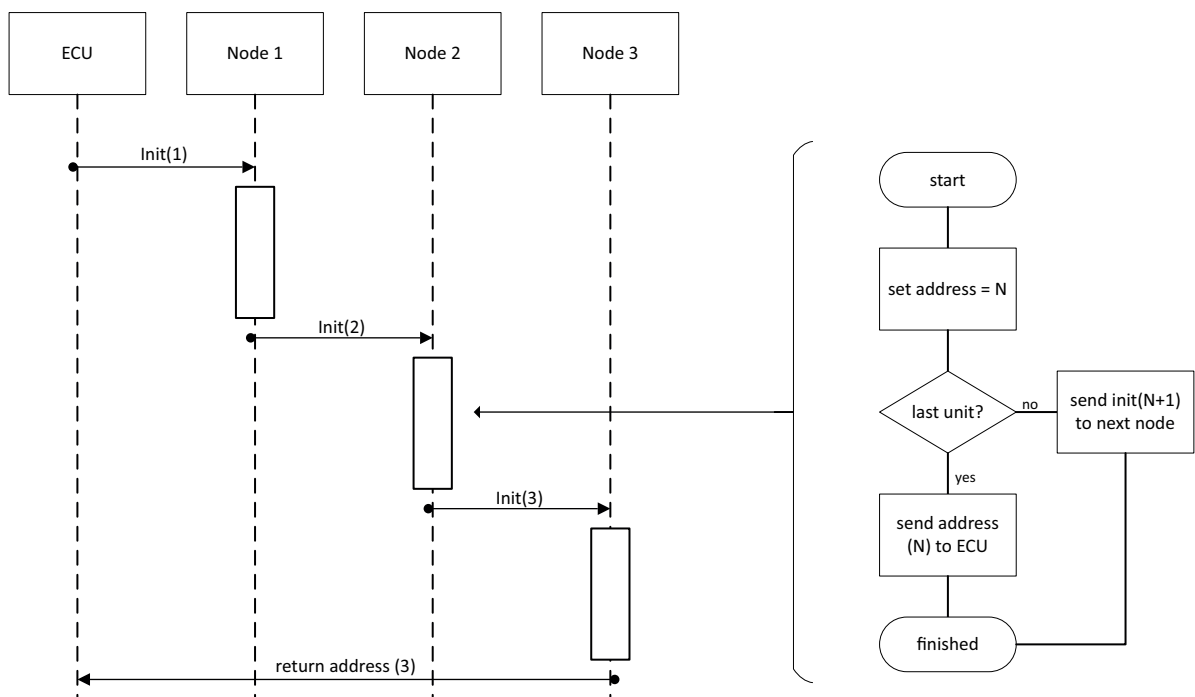 ECU
Node 1
Node 2
Node 3
Init(1)
Init(2)
Init(3)
return address (3)
start
set address = N
last unit?
no
send init(N+1)
to next node
yes
send address
(N) to ECU
finished